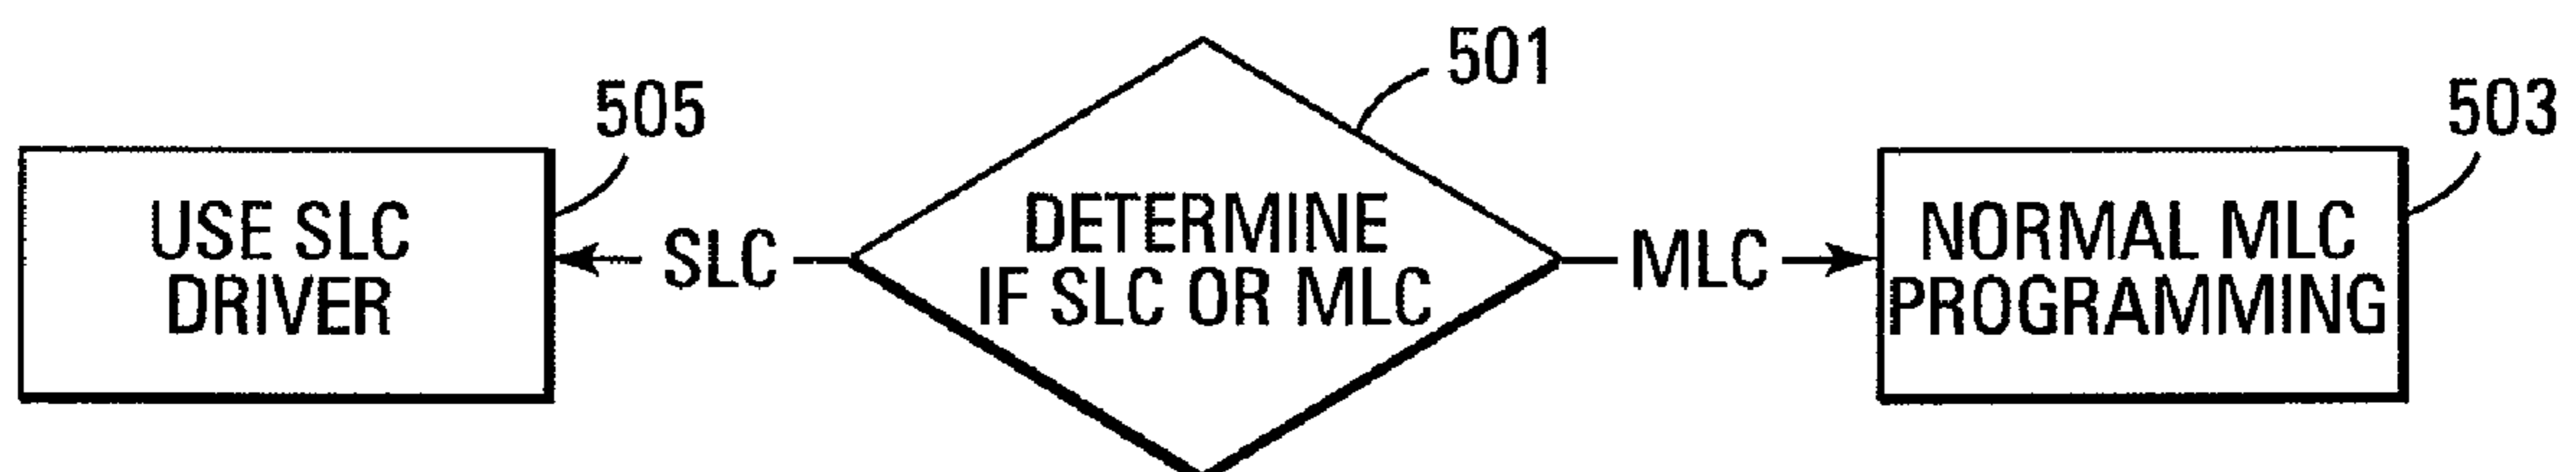 505
USE SLC
DRIVER
SLC
501
DETERMINE
IF SLC OR MLC
MLC
503
NORMAL MLC
PROGRAMMING